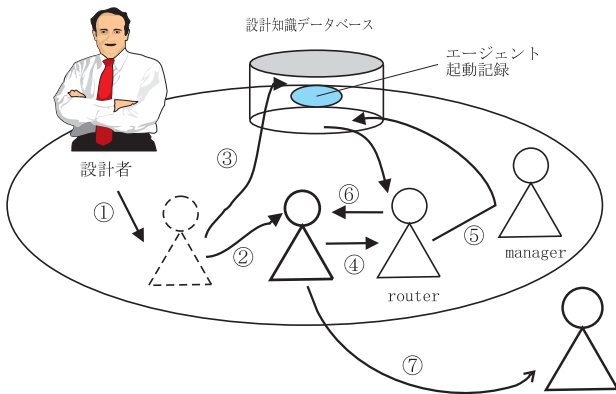 設計知識データベース
エージェント
起動記録
設計者
①
③
②
⑥
④
⑤
manager
router
⑦